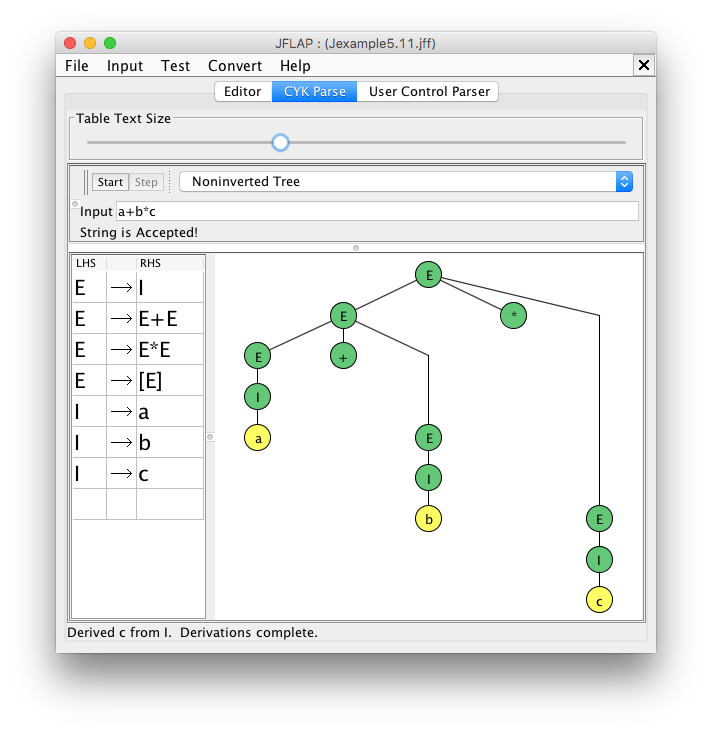 JFLAP : (Jexample5.11.jff)
File Input Test Convert Help
Editor CYK Parse User Control Parser
Table Text Size
Start Step Noninverted Tree
Input a+b*c
String is Accepted!
LHS RHS
E → I
E → E+E
E → E*E
E → [E]
I → a
I → b
I → c
E
E *
E +
I
a E
I E
b I
c
Derived c from I. Derivations complete.